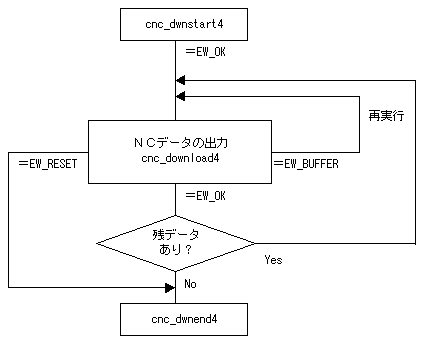 cnc_dwnstart4
＝EW_OK
再実行
ＮＣデータの出力
cnc_download4
＝EW_RESET
＝EW_BUFFER
＝EW_OK
残データ
あり？
Yes
No
cnc_dwnend4